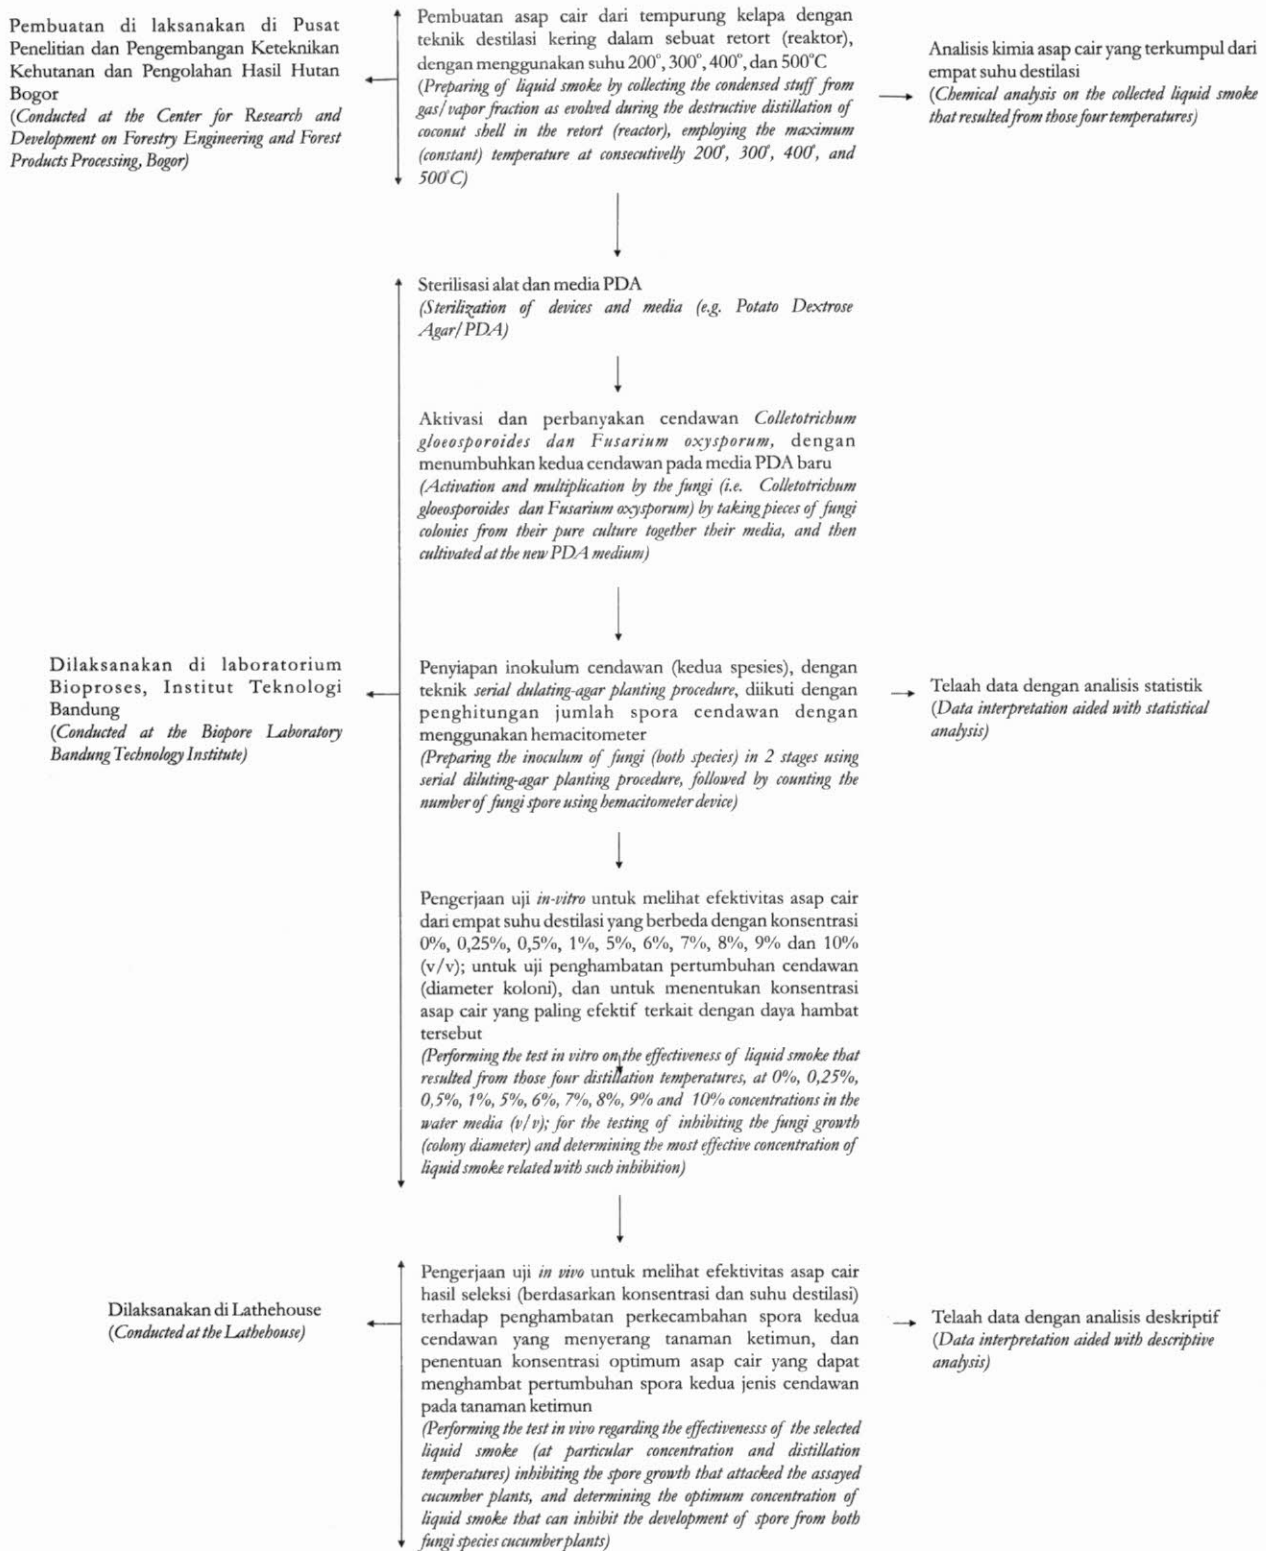 Pembuatan di laksanakan di Pusat
Penelitian dan Pengembangan Keteknikan
Kehutanan dan Pengolahan Hasil Hutan
Bogor
(Conducted at the Center for Research and
Development on Forestry Engineering and Forest
Products Processing, Bogor)
Pembuatan asap cair dari tempurung kelapa dengan
teknik destilasi kering dalam sebuat retort (reaktor),
dengan menggunakan suhu 200°, 300°, 400°, dan 500°C
(Preparing of liquid smoke by collecting the condensed stuff from
gas/vapor fraction as evolved during the destructive distillation of
coconut shell in the retort (reactor), employing the maximum
(constant) temperature at consecutivelly 200°, 300°, 400°, and
500°C)
Analisis kimia asap cair yang terkumpul dari
empat suhu destilasi
(Chemical analysis on the collected liquid smoke
that resulted from those four temperatures)
Sterilisasi alat dan media PDA
(Sterilization of devices and media (e.g. Potato Dextrose
Agar/PDA)
Aktivasi dan perbanyakan cendawan Colletotrichum
gloeosporoides dan Fusarium oxysporum, dengan
menumbuhkan kedua cendawan pada media PDA baru
(Activation and multiplication by the fungi (i.e. Colletotrichum
gloeosporoides dan Fusarium oxysporum) by taking pieces of fungi
colonies from their pure culture together their media, and then
cultivated at the new PDA medium)
Dilaksanakan di laboratorium
Bioproses, Institut Teknologi
Bandung
(Conducted at the Biopore Laboratory
Bandung Technology Institute)
Penyiapan inokulum cendawan (kedua spesies), dengan
teknik serial dulating-agar planting procedure, diikuti dengan
penghitungan jumlah spora cendawan dengan
menggunakan hemacitometer
(Preparing the inoculum of fungi (both species) in 2 stages using
serial diluting-agar planting procedure, followed by counting the
number of fungi spore using hemacitometer device)
Telaah data dengan analisis statistik
(Data interpretation aided with statistical
analysis)
Pengerjaan uji in-vitro untuk melihat efektivitas asap cair
dari empat suhu destilasi yang berbeda dengan konsentrasi
0%, 0,25%, 0,5%, 1%, 5%, 6%, 7%, 8%, 9% dan 10%
(v/v); untuk uji penghambatan pertumbuhan cendawan
(diameter koloni), dan untuk menentukan konsentrasi
asap cair yang paling efektif terkait dengan daya hambat
tersebut
(Performing the test in vitro on the effectiveness of liquid smoke that
resulted from those four distillation temperatures, at 0%, 0,25%,
0,5%, 1%, 5%, 6%, 7%, 8%, 9% and 10% concentrations in the
water media (v/v); for the testing of inhibiting the fungi growth
(colony diameter) and determining the most effective concentration of
liquid smoke related with such inhibition)
Dilaksanakan di Lathehouse
(Conducted at the Lathehouse)
Pengerjaan uji in vivo untuk melihat efektivitas asap cair
hasil seleksi (berdasarkan konsentrasi dan suhu destilasi)
terhadap penghambatan perkecambahan spora kedua
cendawan yang menyerang tanaman ketimun, dan
penentuan konsentrasi optimum asap cair yang dapat
menghambat pertumbuhan spora kedua jenis cendawan
pada tanaman ketimun
(Performing the test in vivo regarding the effectivenesss of the selected
liquid smoke (at particular concentration and distillation
temperatures) inhibiting the spore growth that attacked the assayed
cucumber plants, and determining the optimum concentration of
liquid smoke that can inhibit the development of spore from both
fungi species cucumber plants)
Telaah data dengan analisis deskriptif
(Data interpretation aided with descriptive
analysis)